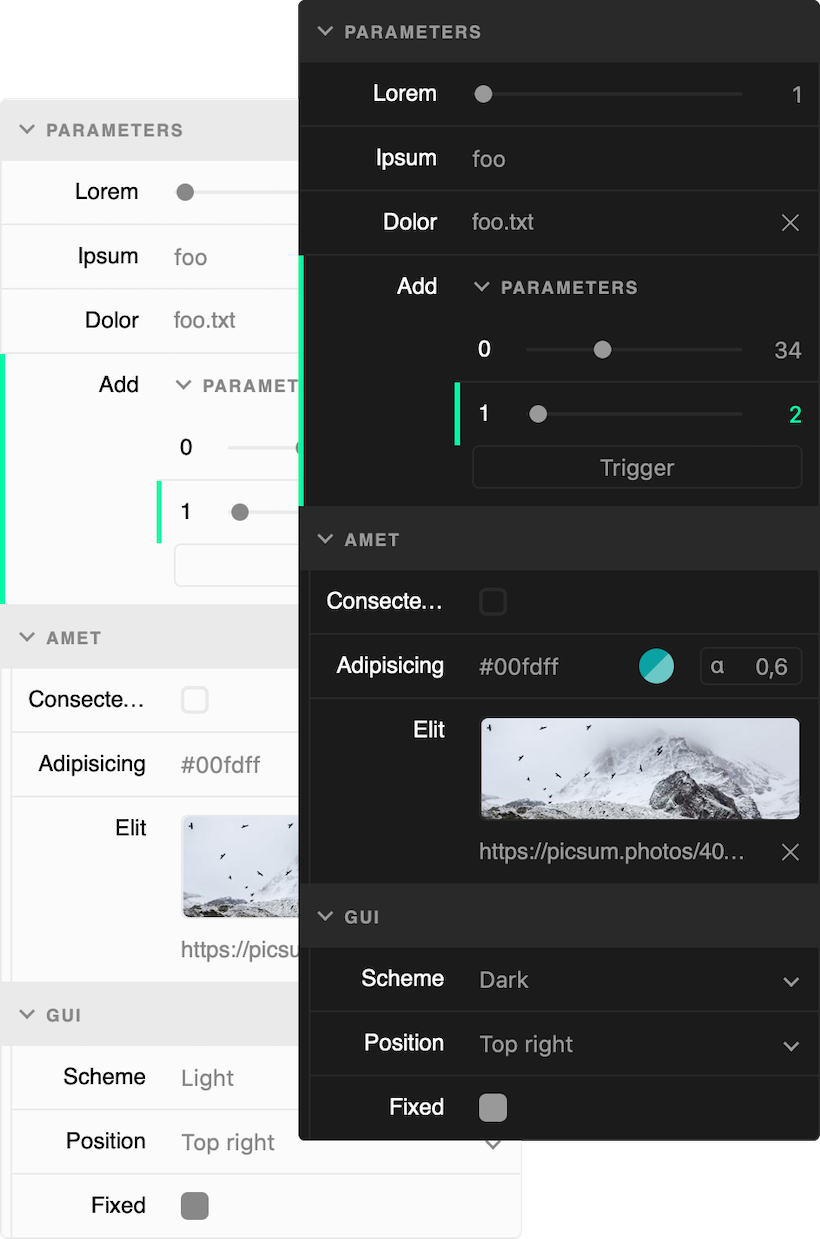 PARAMETERS
Lorem 1
Ipsum foo
Dolor foo.txt
Add PARAMETERS
0 34
1 2
Trigger
AMET
Consecte...
Adipisicing #00fdff α 0,6
Elit
https://picsum.photos/40...
GUI
Scheme Dark
Position Top right
Fixed
PARAMETERS
Lorem
Ipsum foo
Dolor foo.txt
Add PARAMET
0
1
AMET
Consecte...
Adipisicing #00fdff
Elit
https://picsu
GUI
Scheme Light
Position Top right
Fixed